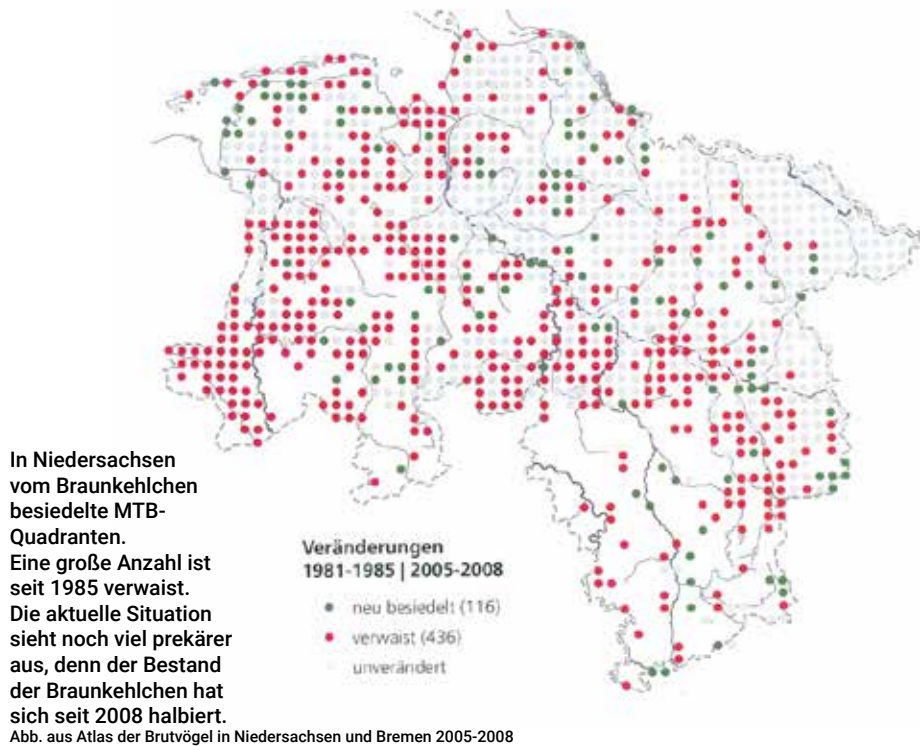 In Niedersachsen
vom Braunkehlchen
besiedelte MTB-
Quadranten.
Eine große Anzahl ist
seit 1985 verwaist.
Die aktuelle Situation
sieht noch viel prekärer
aus, denn der Bestand
der Braunkehlchen hat
sich seit 2008 halbiert.
Abb. aus Atlas der Brutvögel in Niedersachsen und Bremen 2005-2008
Veränderungen
1981-1985 | 2005-2008
neu besiedelt (116)
verwaist (436)
unverändert